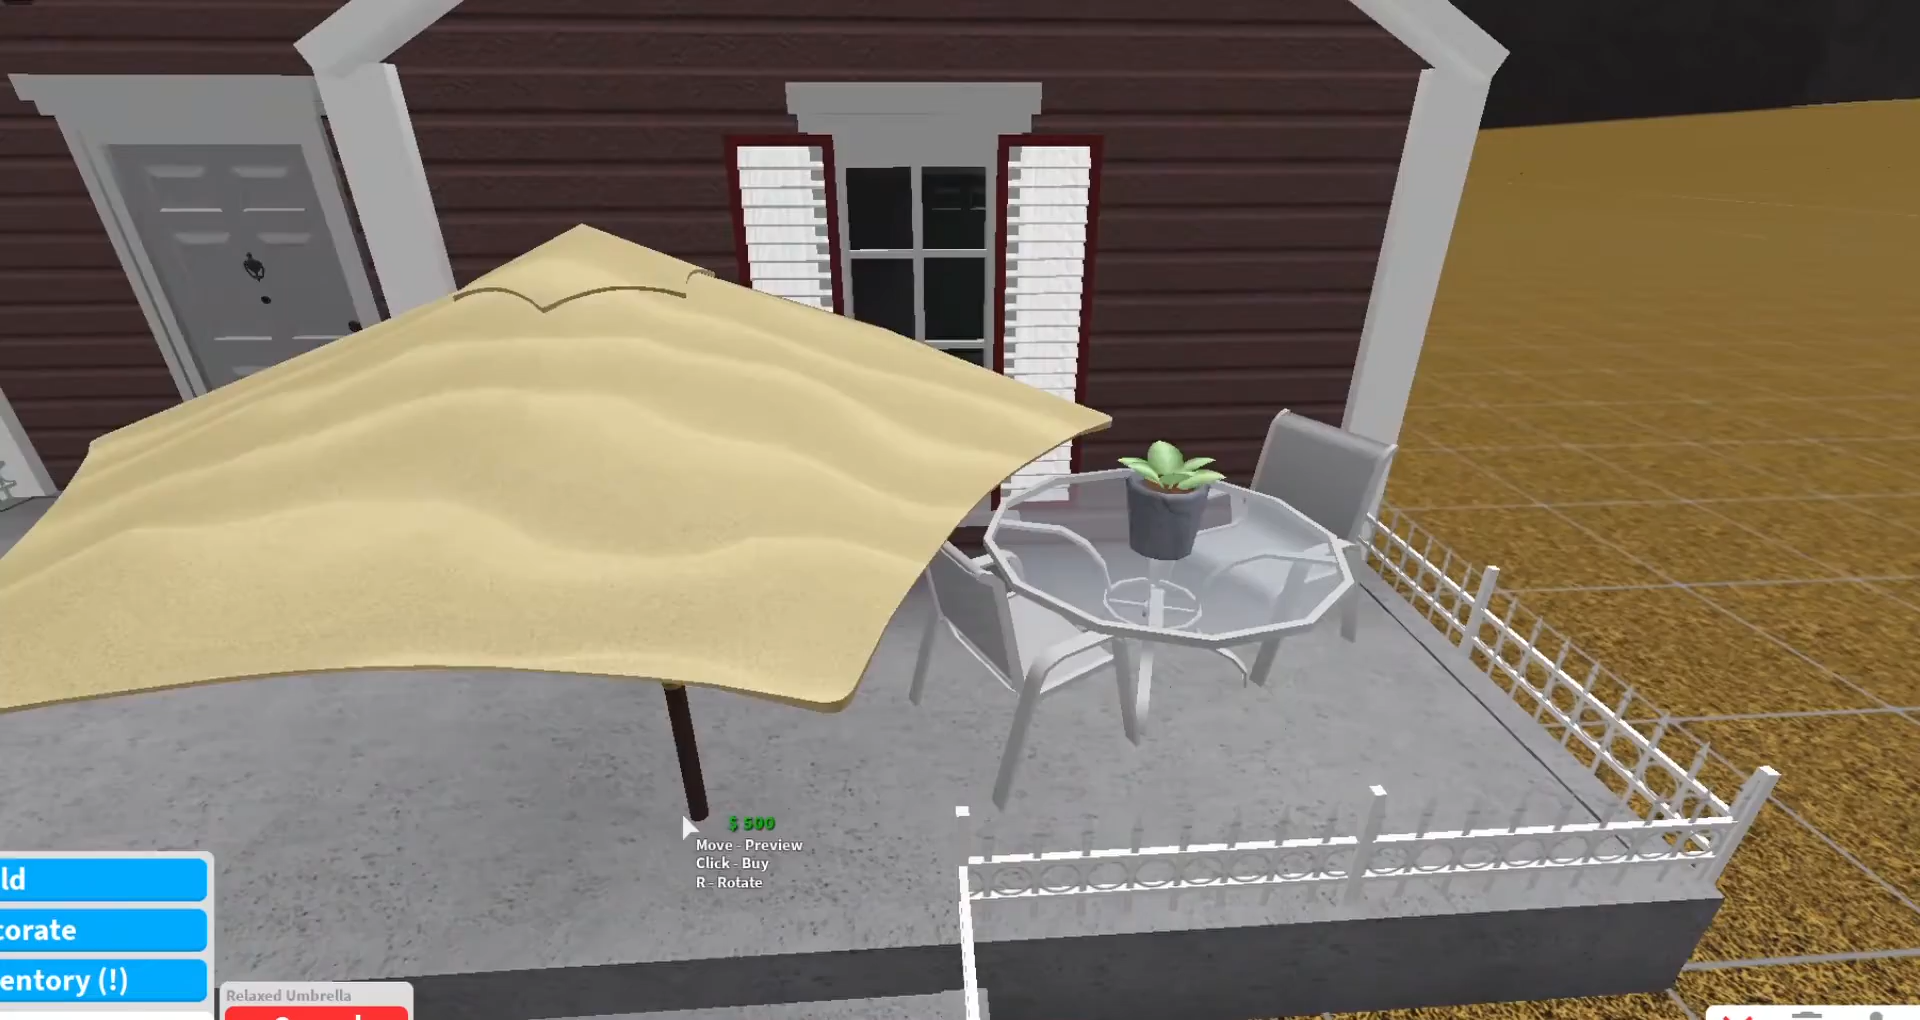 $ 500
Move - Preview
Click - Buy
R - Rotate
ld
corate
entory (!)
Relaxed Umbrella